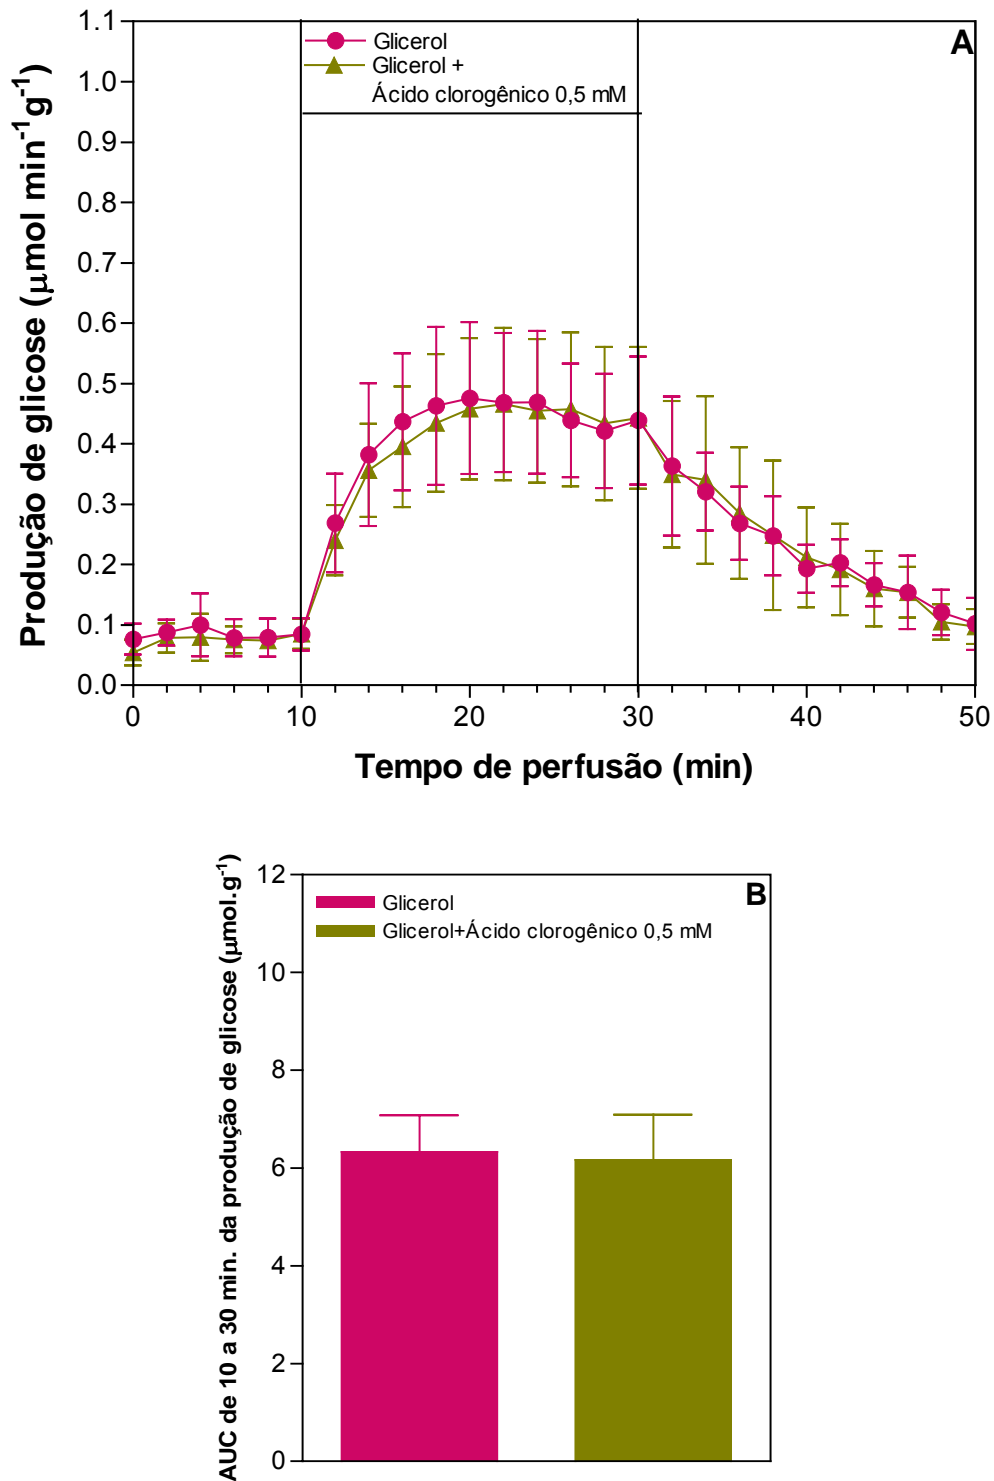 A
Glicerol
Glicerol +
Ácido clorogênico 0,5 mM
Produção de glicose (μmol min⁻¹g⁻¹)
1.1
1.0
0.9
0.8
0.7
0.6
0.5
0.4
0.3
0.2
0.1
0.0
0 10 20 30 40 50
Tempo de perfusão (min)
B
Glicerol
Glicerol+Ácido clorogênico 0,5 mM
AUC de 10 a 30 min. da produção de glicose (μmol.g⁻¹)
12
10
8
6
4
2
0